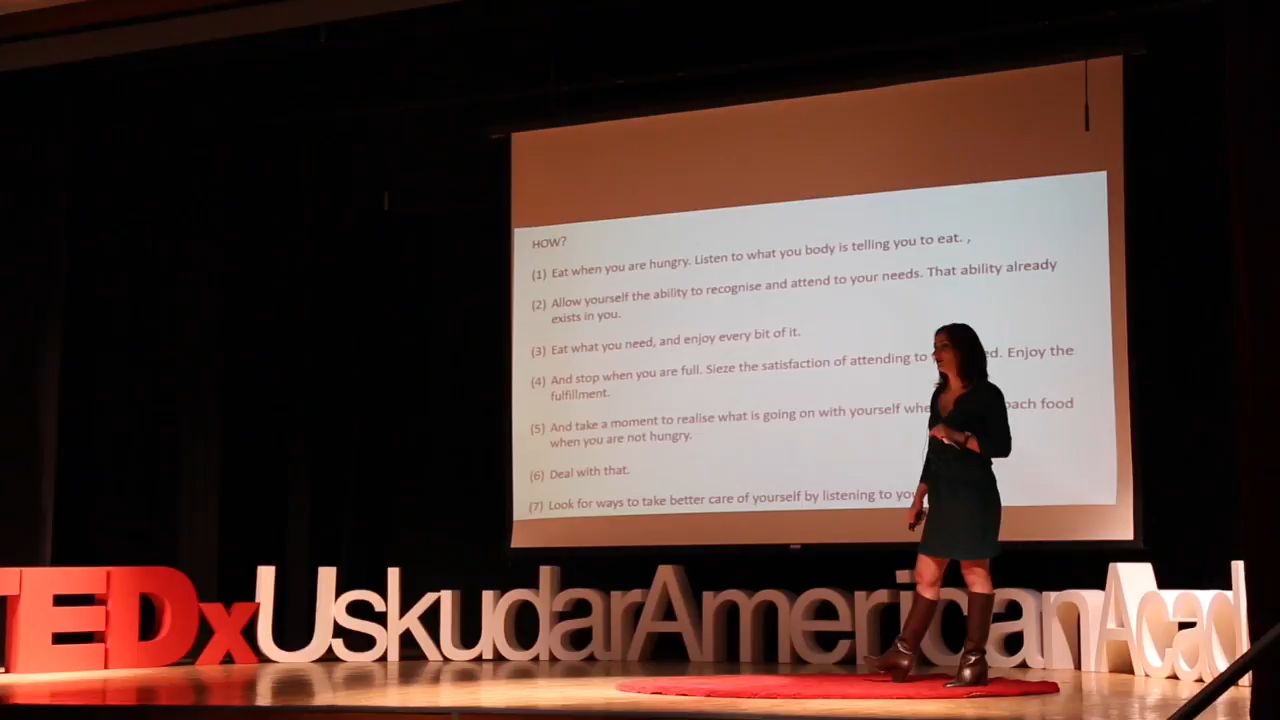 HOW?
(1) Eat when you are hungry. Listen to what you body is telling you to eat. ,
(2) Allow yourself the ability to recognise and attend to your needs. That ability already
exists in you.
(3) Eat what you need, and enjoy every bit of it.
(4) And stop when you are full. Sieze the satisfaction of attending to Enjoy the
fulfillment.
(5) And take a moment to realise what is going on with yourself food
when you are not hungry.
(6) Deal with that.
(7) Look for ways to take better care of yourself by listening to
TEDxUskudarAmericanAcad